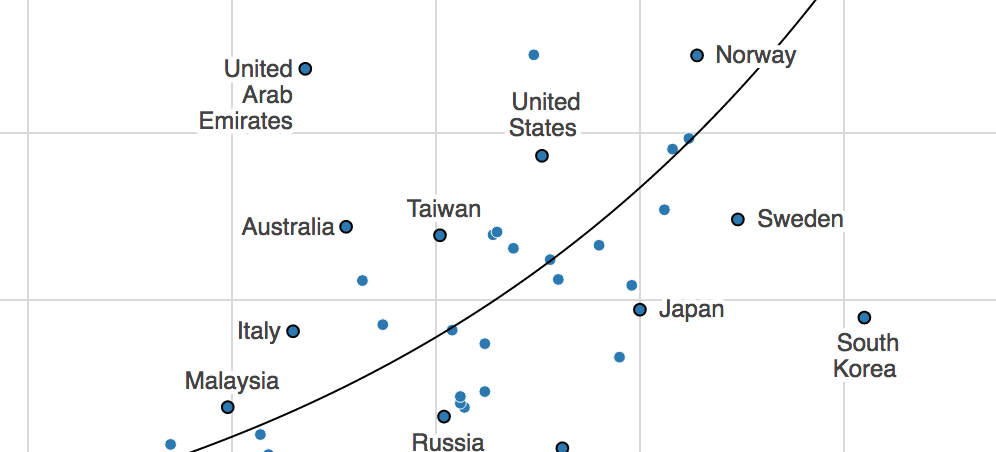 Norway
United
Arab
Emirates
United
States
Taiwan
Australia
Sweden
Japan
Italy
South
Korea
Malaysia
Russia